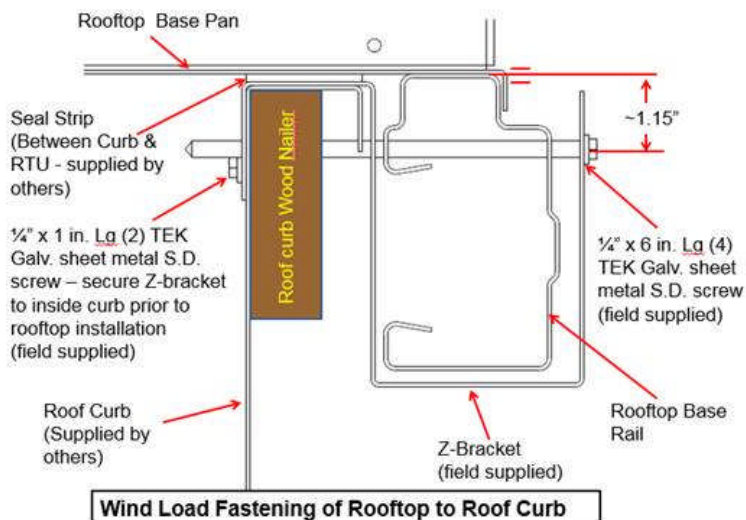 Rooftop Base Pan
Seal Strip
(Between Curb &
RTU - supplied by
others)
¼" x 1 in. Lg (2) TEK
Galv. sheet metal S.D.
screw – secure Z-bracket
to inside curb prior to
rooftop installation
(field supplied)
Roof Curb
(Supplied by
others)
Roof curb Wood Nailer
~1.15"
¼" x 6 in. Lg (4)
TEK Galv. sheet
metal S.D. screw
(field supplied)
Rooftop Base
Rail
Z-Bracket
(field supplied)
Wind Load Fastening of Rooftop to Roof Curb